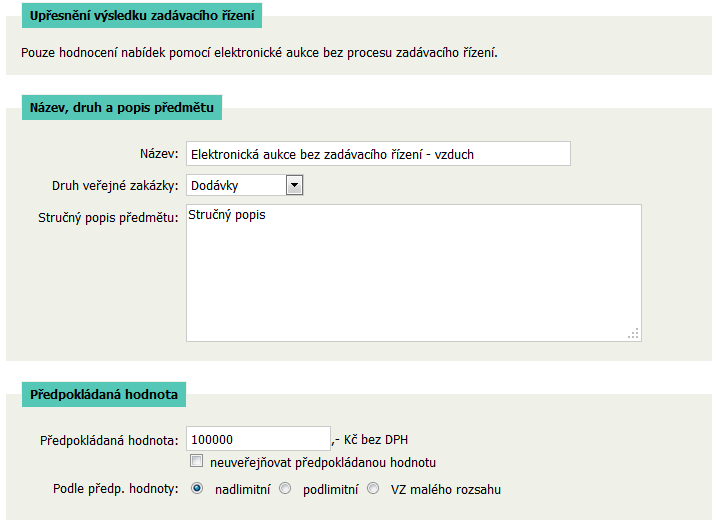 Upřesnění výsledku zadávacího řízení
Pouze hodnocení nabídek pomocí elektronické aukce bez procesu zadávacího řízení.
Název, druh a popis předmětu
Název: Elektronická aukce bez zadávacího řízení - vzduch
Druh veřejné zakázky: Dodávky
Stručný popis předmětu: Stručný popis
Předpokládaná hodnota
Předpokládaná hodnota: 100000 ,- Kč bez DPH
neuveřejňovat předpokládanou hodnotu
Podle předp. hodnoty: nadlimitní podlimitní VZ malého rozsahu